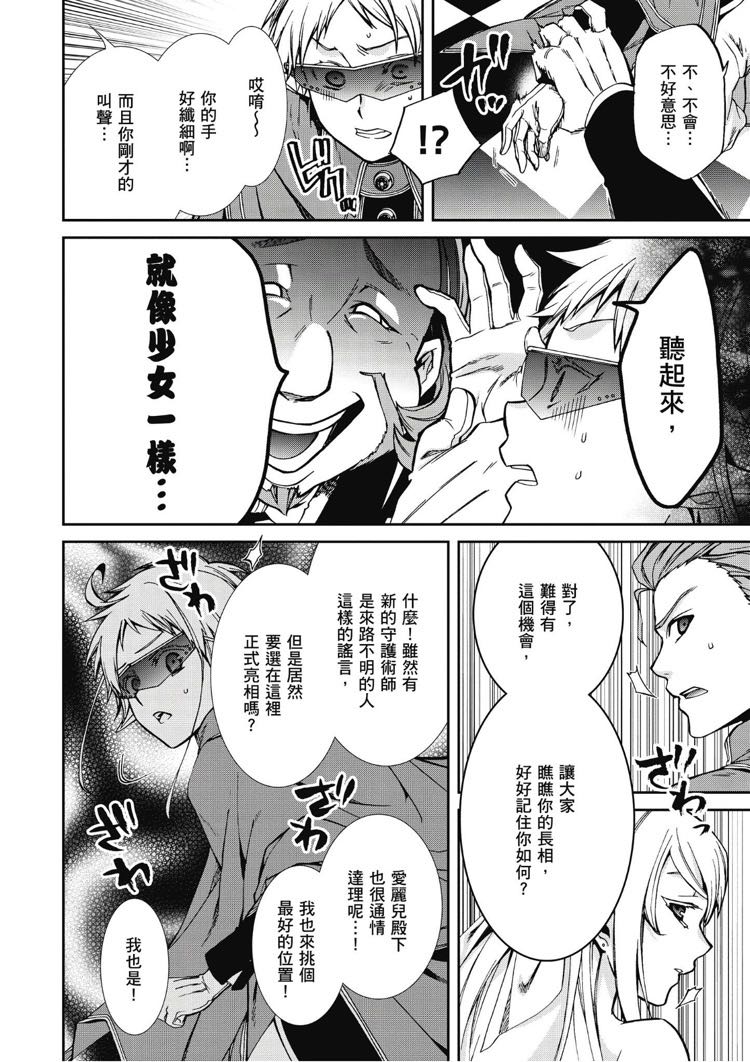 不、不會…
不好意思…
ガッ
!?
哎唷～
你的手
好纖細啊…
而且你剛才的
叫聲…
聽起來，
就像少女一樣…
對了，
難得有
這個機會，
讓大家
瞧瞧你的長相，
好好記住你如何？
ざわっ
什麼！雖然有
新的守護術師
是來路不明的人
這樣的謠言，
但是居然
要選在這裡
正式亮相嗎？
ざわ
ざわ
愛麗兒殿下
也很通情
達理呢…！
我也來挑個
最好的位置！
我也是！
ざわ